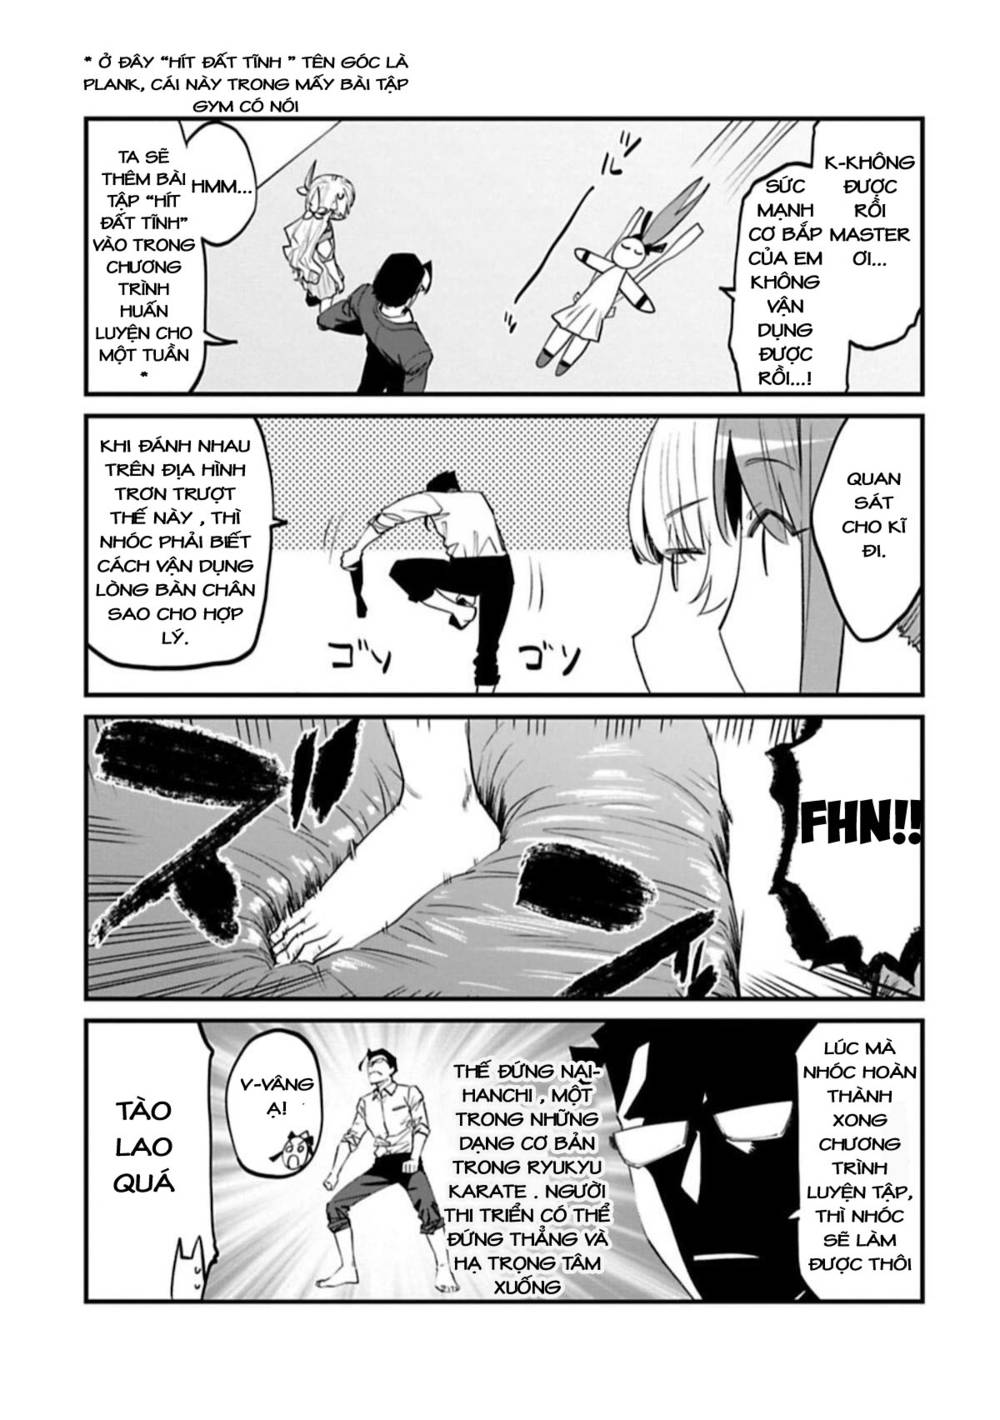 * Ở ĐÂY "HÍT ĐẤT TĨNH " TÊN GÓC LÀ
PLANK, CÁI NÀY TRONG MẤY BÀI TẬP
GYM CÓ NÓI
K-KHÔNG
ĐƯỢC
RỒI
MASTER
ƠI...
SỨC
MẠNH
CƠ BẮP
CỦA EM
KHÔNG
VẬN
DỤNG
ĐƯỢC
RỒI...!
HMM...
TA SẼ
THÊM BÀI
TẬP "HÍT
ĐẤT TĨNH"
VÀO TRONG
CHƯƠNG
TRÌNH
HUẤN
LUYỆN CHO
MỘT TUẦN
*
QUAN
SÁT
CHO KĨ
ĐI.
KHI ĐÁNH NHAU
TRÊN ĐỊA HÌNH
TRƠN TRƯỢT
THẾ NÀY , THÌ
NHÓC PHẢI BIẾT
CÁCH VẬN DỤNG
LÒNG BÀN CHÂN
SAO CHO HỢP
LÝ.
ゴソ
ゴソ
FHN!!
LÚC MÀ
NHÓC HOÀN
THÀNH
XONG
CHƯƠNG
TRÌNH
LUYỆN TẬP,
THÌ NHÓC
SẼ LÀM
ĐƯỢC THÔI
THẾ ĐỨNG NAI-
HANCHI , MỘT
TRONG NHỮNG
DẠNG CƠ BẢN
TRONG RYUKYU
KARATE . NGƯỜI
THI TRIỂN CÓ THỂ
ĐỨNG THẲNG VÀ
HẠ TRỌNG TÂM
XUỐNG
V-VÂNG
Ạ!
TÀO
LAO
QUÁ